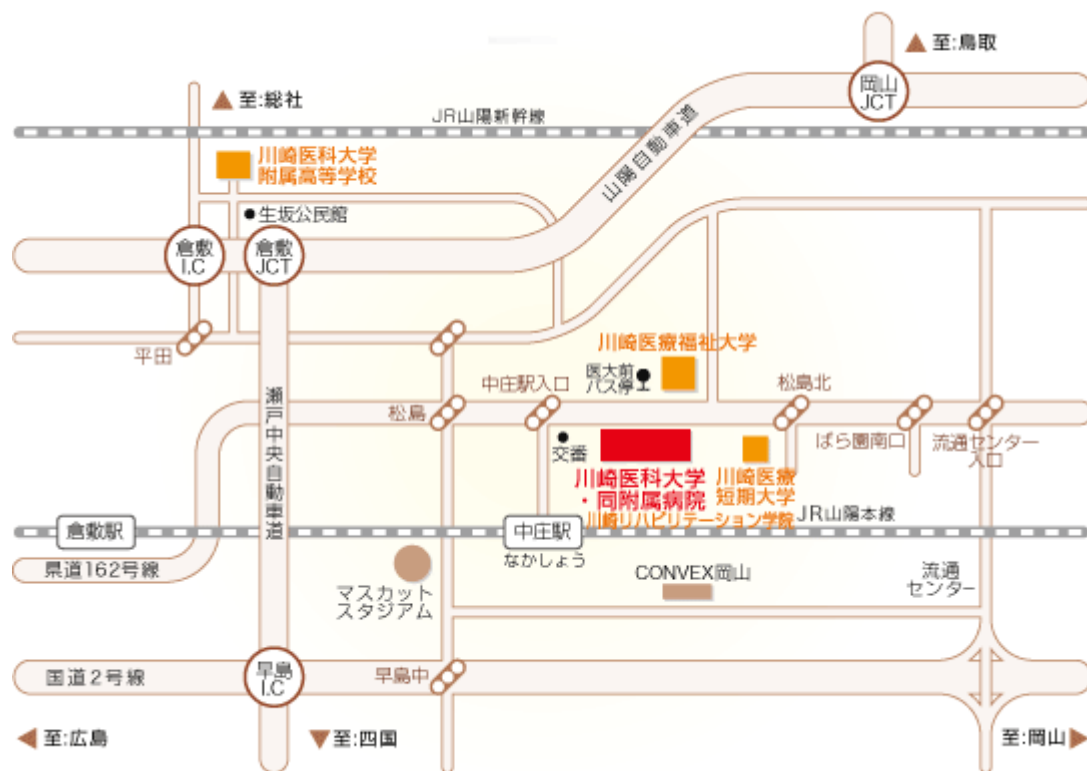 至:鳥取
岡山
JCT
至:総社
JR山陽新幹線
川崎医科大学
附属高等学校
山陽自動車道
生坂公民館
倉敷
I.C
倉敷
JCT
平田
川崎医療福祉大学
医大前
バス停
中庄駅入口
松島北
松島
瀬戸中央自動車道
交番
ばら園南口
流通センター
入口
川崎医科大学
・同附属病院
川崎医療
短期大学
川崎リハビリテーション学院
JR山陽本線
倉敷駅
中庄駅
なかしょう
県道162号線
マスカット
スタジアム
CONVEX岡山
流通
センター
国道2号線
早島
I.C
早島中
至:広島
至:四国
至:岡山